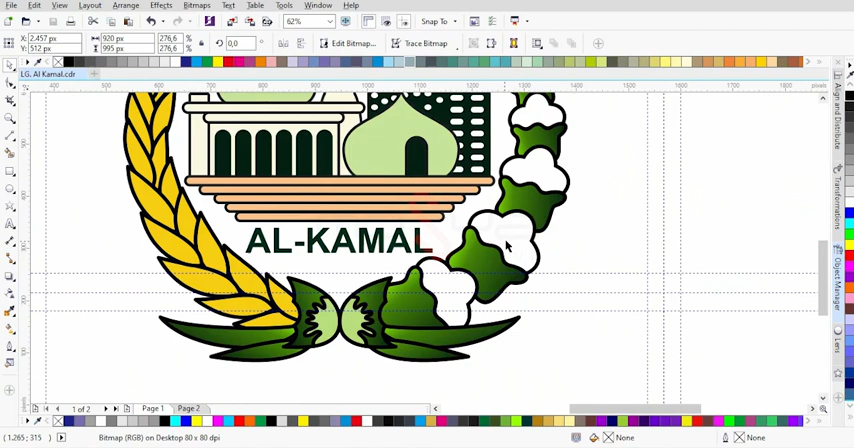 File Edit View Layout Arrange Effects Bitmaps Text Table Tools Window Help
62% Snap To
X: 2.457 px 920 px 276,6 % 0,0 ° Edit Bitmap... Trace Bitmap
Y: 512 px 995 px 276,6 %
LG. Al Kamal.cdr
400 500 600 700 800 900 1000 1100 1200 1300 1400 1500 1600 1700 1800 pixels
Align and Distribute
Transformations
Object Manager
Lens
AL-KAMAL
1 of 2 Page 1 Page 2
( 1.265; 315 ) Bitmap (RGB) on Desktop 80 x 80 dpi None None